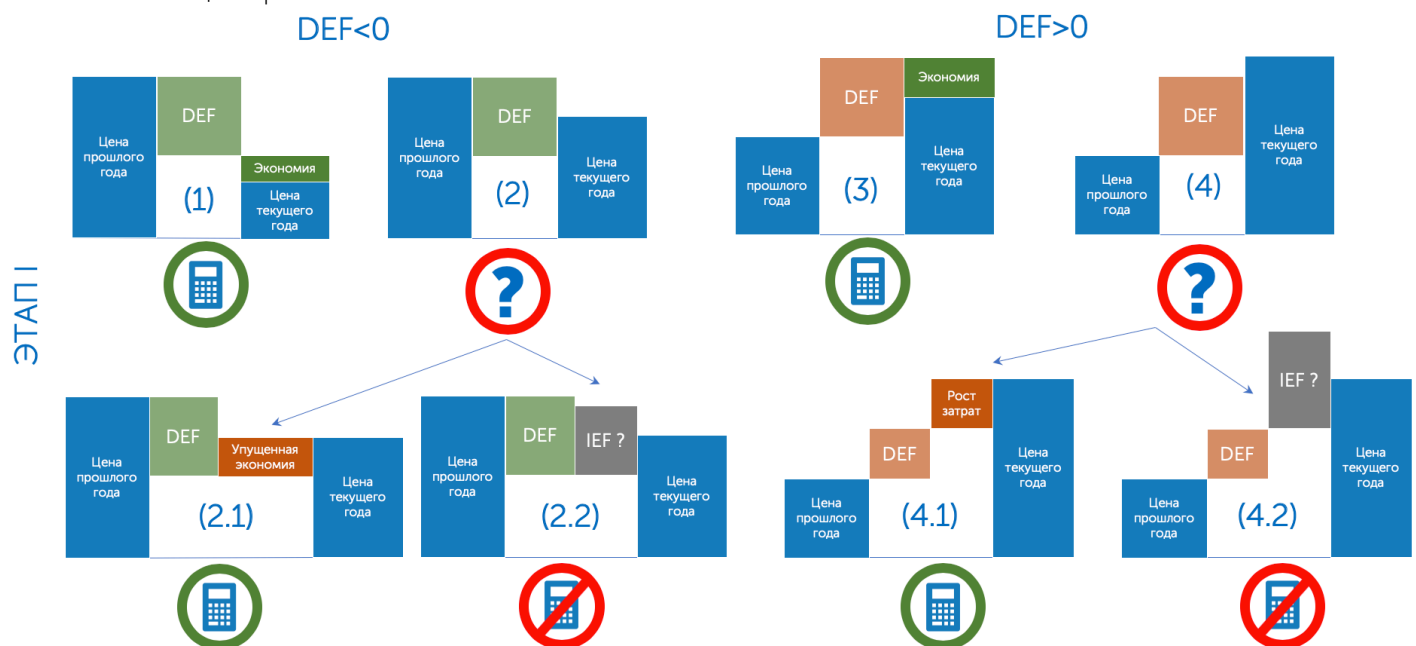 DEF<0
DEF>0
ЭТАП I
Цена
прошлого
года
DEF
(1)
Экономия
Цена
текущего
года
Цена
прошлого
года
DEF
(2)
Цена
текущего
года
?
Цена
прошлого
года
DEF
(3)
Экономия
Цена
текущего
года
Цена
прошлого
года
DEF
(4)
Цена
текущего
года
?
Цена
прошлого
года
DEF
Упущенная
экономия
(2.1)
Цена
текущего
года
Цена
прошлого
года
DEF
IEF ?
(2.2)
Цена
текущего
года
Цена
прошлого
года
DEF
Рост
затрат
(4.1)
Цена
текущего
года
Цена
прошлого
года
DEF
IEF ?
(4.2)
Цена
текущего
года